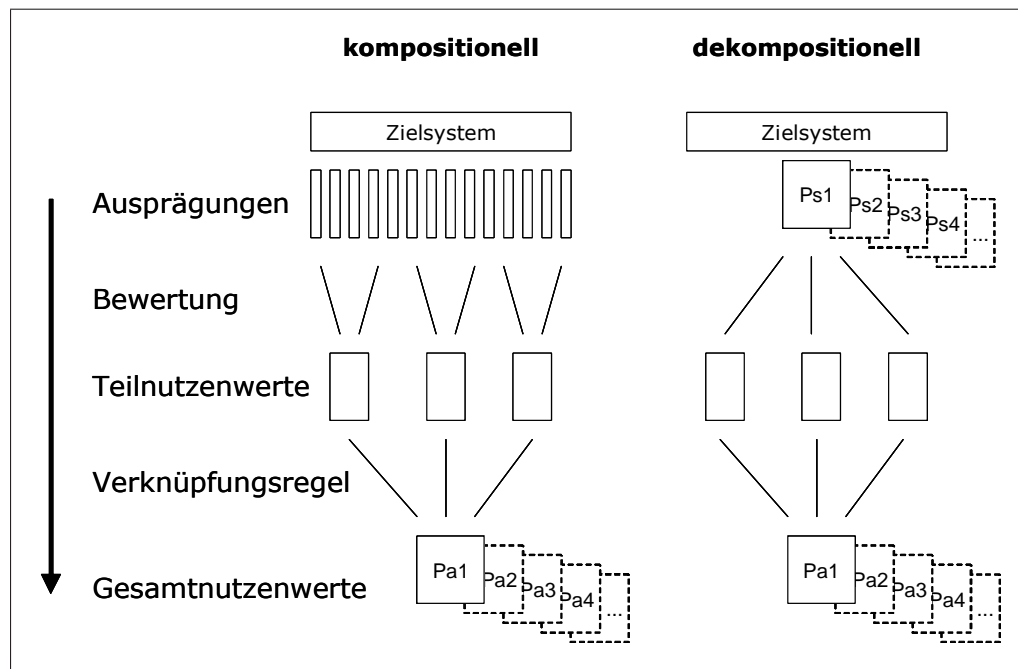 kompositionell dekompositionell
Zielsystem Zielsystem
Ausprägungen
Ps1 Ps2 Ps3 Ps4 ...
Bewertung
Teilnutzenwerte
Verknüpfungsregel
Gesamtnutzenwerte
Pa1 Pa2 Pa3 Pa4 ...
Pa1 Pa2 Pa3 Pa4 ...